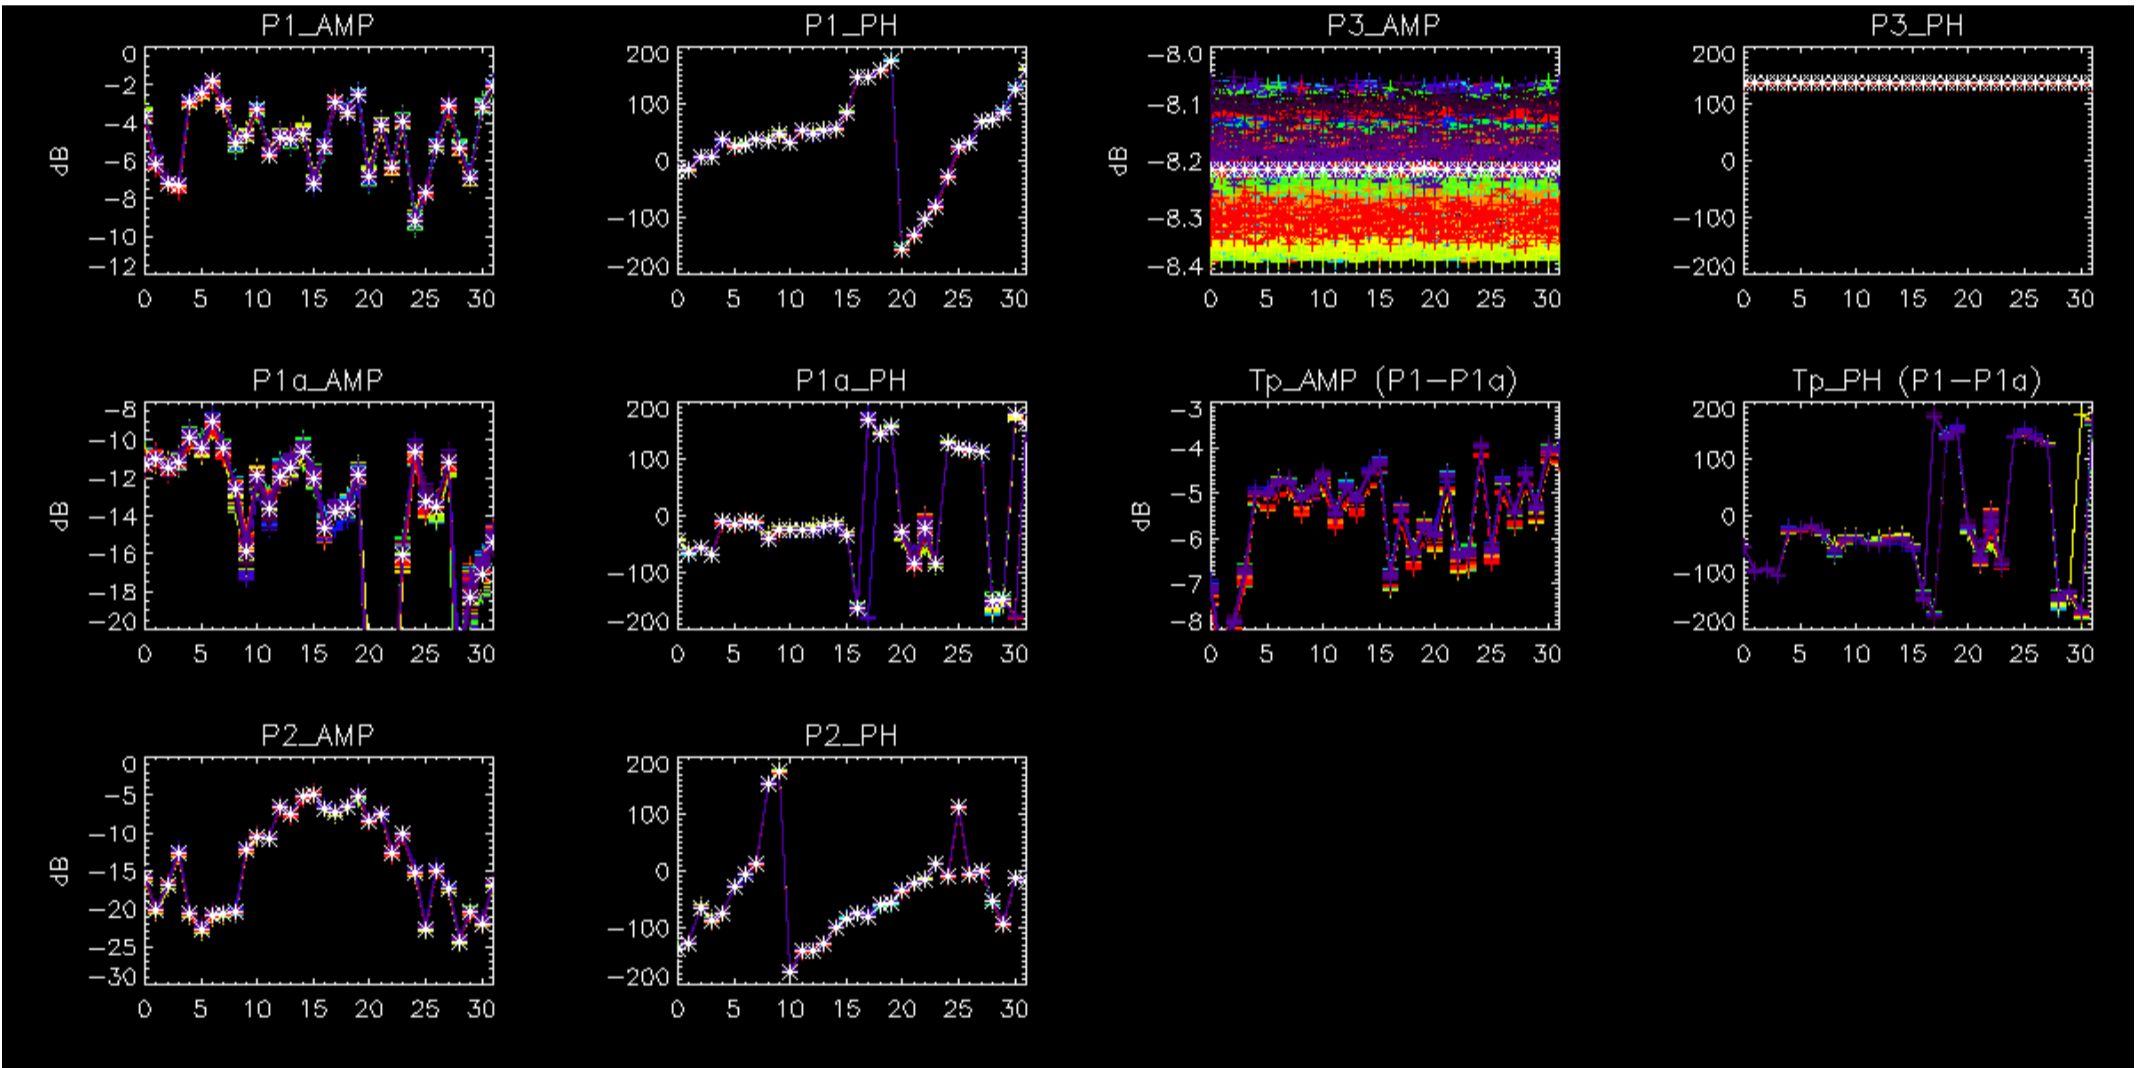 P1_AMP
P1_PH
P3_AMP
P3_PH
0
−2
−4
−6
−8
−10
−12
dB
0 5 10 15 20 25 30
200
100
0
−100
−200
0 5 10 15 20 25 30
−8.0
−8.1
−8.2
−8.3
−8.4
dB
0 5 10 15 20 25 30
200
100
0
−100
−200
0 5 10 15 20 25 30
P1a_AMP
P1a_PH
Tp_AMP (P1−P1a)
Tp_PH (P1−P1a)
−8
−10
−12
−14
−16
−18
−20
dB
0 5 10 15 20 25 30
200
100
0
−100
−200
0 5 10 15 20 25 30
−3
−4
−5
−6
−7
−8
dB
0 5 10 15 20 25 30
200
100
0
−100
−200
0 5 10 15 20 25 30
P2_AMP
P2_PH
0
−5
−10
−15
−20
−25
−30
dB
0 5 10 15 20 25 30
200
100
0
−100
−200
0 5 10 15 20 25 30